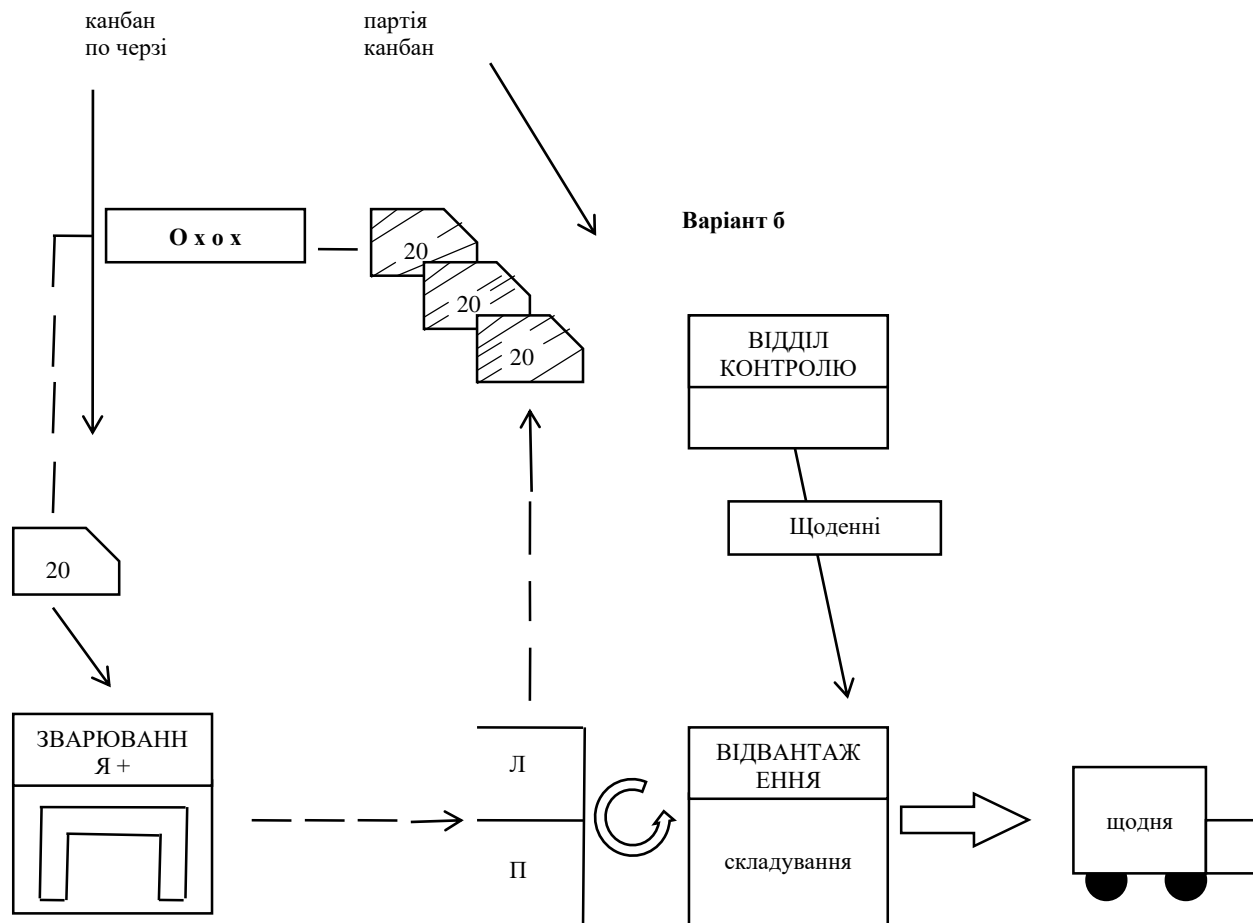 канбан
по черзі
партія
канбан
О х о х
Варіант б
20
20
20
ВІДДІЛ
КОНТРОЛЮ
Щоденні
20
ЗВАРЮВАНН
Я +
Л
П
ВІДВАНТАЖ
ЕННЯ
складування
щодня